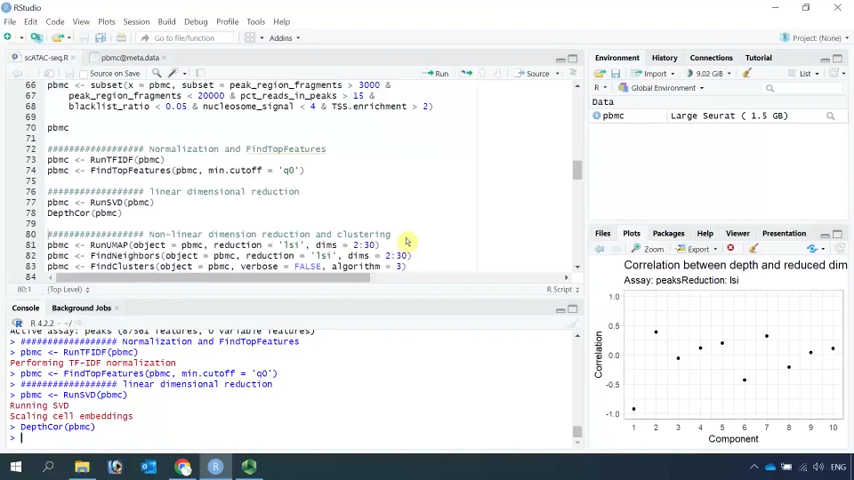 RStudio
File Edit Code View Plots Session Build Debug Profile Tools Help
Go to file/function
Addins
Project: (None)
scATAC-seq.R
pbmc@meta.data
Source on Save
Run
Source
66 pbmc <- subset(x = pbmc, subset = peak_region_fragments > 3000 &
67 peak_region_fragments < 20000 & pct_reads_in_peaks > 15 &
68 blacklist_ratio < 0.05 & nucleosome_signal < 4 & TSS.enrichment > 2)
69
70 pbmc
71
72 ################## Normalization and FindTopFeatures
73 pbmc <- RunTFIDF(pbmc)
74 pbmc <- FindTopFeatures(pbmc, min.cutoff = 'q0')
75
76 ################## linear dimensional reduction
77 pbmc <- RunSVD(pbmc)
78 DepthCor(pbmc)
79
80 ################## Non-linear dimension reduction and clustering
81 pbmc <- RunUMAP(object = pbmc, reduction = 'lsi', dims = 2:30)
82 pbmc <- FindNeighbors(object = pbmc, reduction = 'lsi', dims = 2:30)
83 pbmc <- FindClusters(object = pbmc, verbose = FALSE, algorithm = 3)
84
80:1 (Top Level) R Script
Console Background Jobs
R 4.2.2 · ~/
Active assay: peaks (87561 features, 0 variable features)
> ################## Normalization and FindTopFeatures
> pbmc <- RunTFIDF(pbmc)
Performing TF-IDF normalization
> pbmc <- FindTopFeatures(pbmc, min.cutoff = 'q0')
> ################## linear dimensional reduction
> pbmc <- RunSVD(pbmc)
Running SVD
Scaling cell embeddings
> DepthCor(pbmc)
>
Environment History Connections Tutorial
Import 9.02 GiB List
R Global Environment
Data
pbmc Large Seurat ( 1.5 GB)
Files Plots Packages Help Viewer Presentation
Zoom Export
Correlation between depth and reduced dim
Assay: peaksReduction: lsi
1.0
0.5
0.0
-0.5
-1.0
Correlation
1 2 3 4 5 6 7 8 9 10
Component
ENG